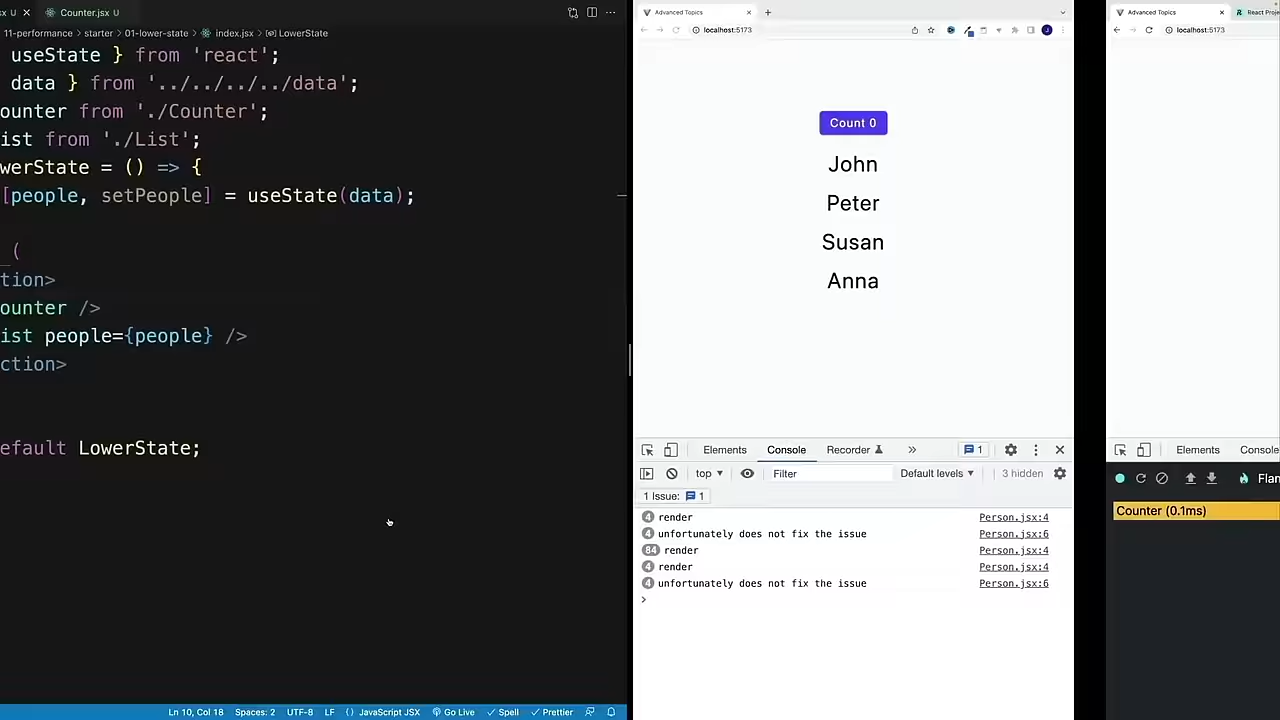 sx U
Counter.jsx U
11-performance > starter > 01-lower-state > index.jsx > LowerState
useState } from 'react';
data } from '../../../../data';
ounter from './Counter';
ist from './List';
werState = () => {
[people, setPeople] = useState(data);
(
tion>
ounter />
ist people={people} />
ction>
efault LowerState;
Ln 10, Col 18 Spaces: 2 UTF-8 LF {} JavaScript JSX Go Live Spell Prettier
Advanced Topics
localhost:5173
J
Count 0
John
Peter
Susan
Anna
Elements Console Recorder 1
top Filter Default levels 3 hidden
1 Issue: 1
4 render Person.jsx:4
4 unfortunately does not fix the issue Person.jsx:6
84 render Person.jsx:4
4 render Person.jsx:4
4 unfortunately does not fix the issue Person.jsx:6
>
Advanced Topics
React Proje
localhost:5173
Elements Console
Flan
Counter (0.1ms)